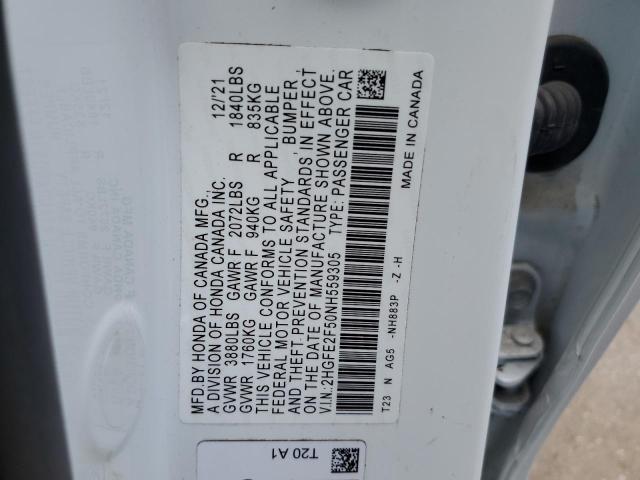 MFD.BY HONDA OF CANADA MFG. 12/21
A DIVISION OF HONDA CANADA INC.
GVWR 3880LBS GAWR F 2072LBS R 1840LBS
GVWR 1760KG GAWR F 940KG R 835KG
THIS VEHICLE CONFORMS TO ALL APPLICABLE
FEDERAL MOTOR VEHICLE SAFETY, BUMPER,
AND THEFT PREVENTION STANDARDS IN EFFECT
ON THE DATE OF MANUFACTURE SHOWN ABOVE.
V.I.N.:2HGFE2F50NH559305 TYPE: PASSENGER CAR
T23 N AG5 -NH883P -Z -H
MADE IN CANADA
T20 A1